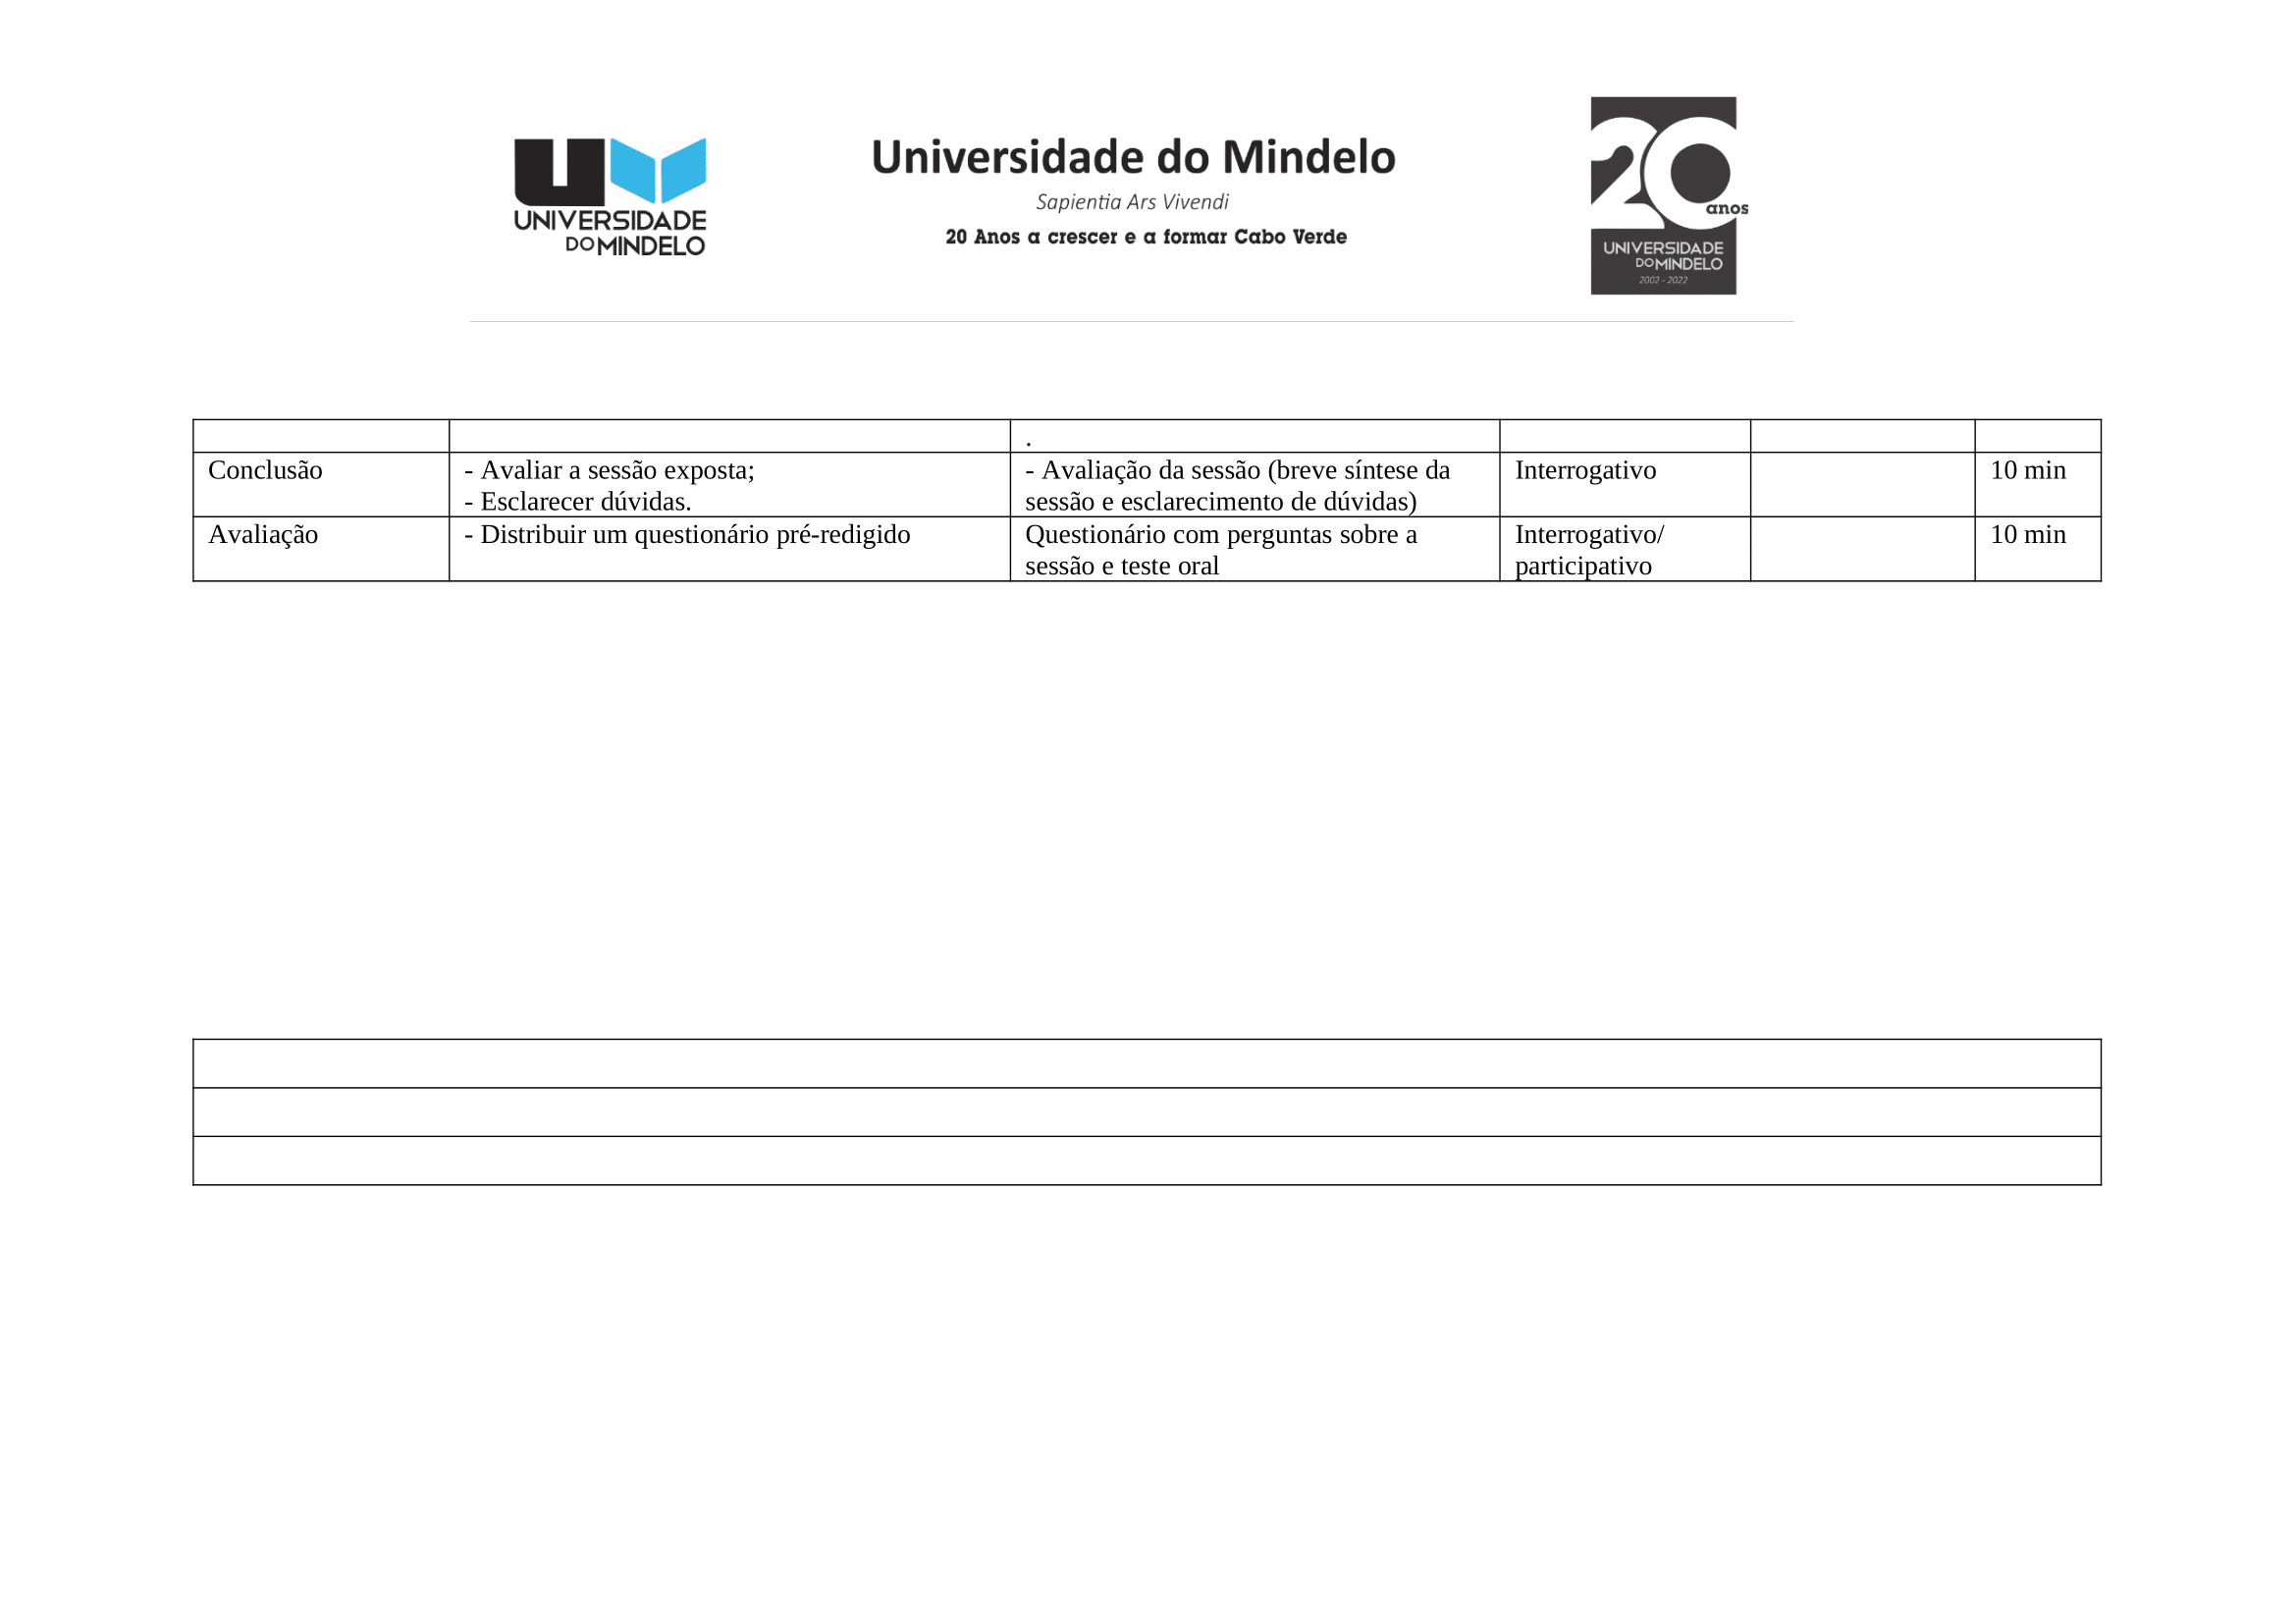 UNIVERSIDADE
DO MINDELO
Universidade do Mindelo
Sapientia Ars Vivendi
20 Anos a crescer e a formar Cabo Verde
20
anos
UNIVERSIDADE
DO MINDELO
2002 - 2022
.
Conclusão
- Avaliar a sessão exposta;
- Esclarecer dúvidas.
- Avaliação da sessão (breve síntese da
sessão e esclarecimento de dúvidas)
Interrogativo
10 min
Avaliação
- Distribuir um questionário pré-redigido
Questionário com perguntas sobre a
sessão e teste oral
Interrogativo/
participativo
10 min